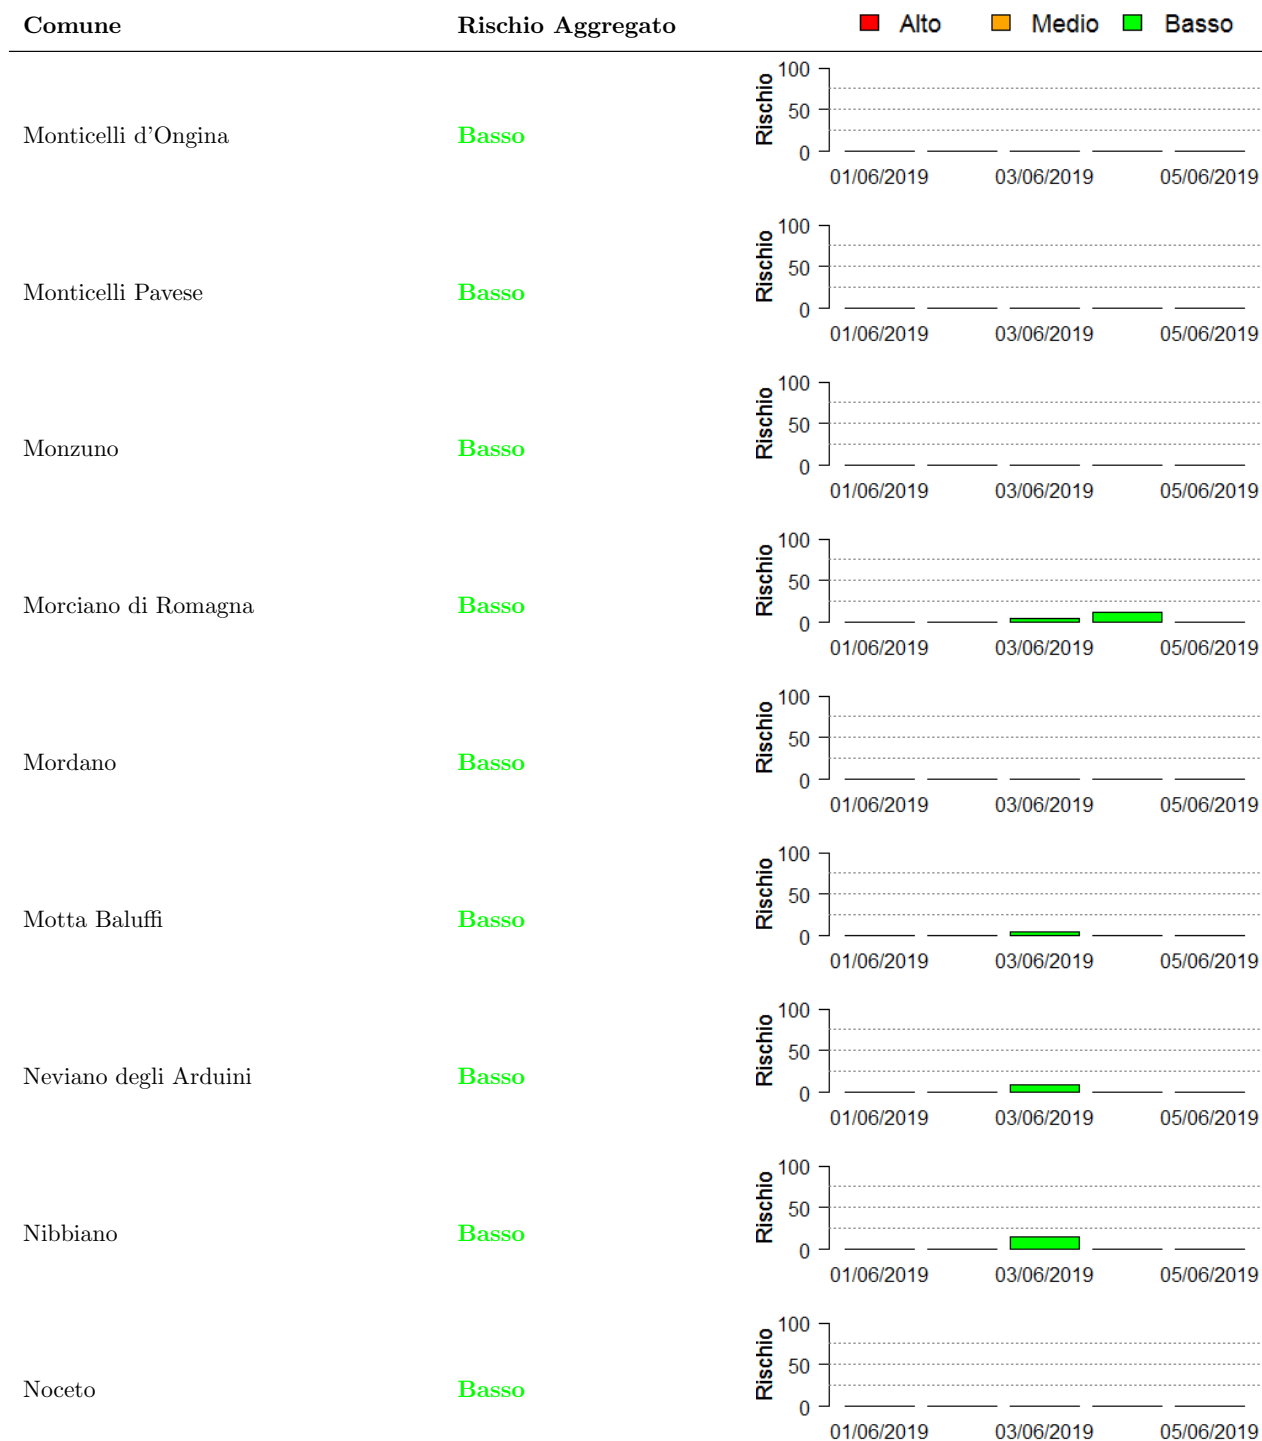 Comune Rischio Aggregato Alto Medio Basso
100
50
0
Rischio
Monticelli d'Ongina Basso
01/06/2019 03/06/2019 05/06/2019
100
50
0
Rischio
Monticelli Pavese Basso
01/06/2019 03/06/2019 05/06/2019
100
50
0
Rischio
Monzuno Basso
01/06/2019 03/06/2019 05/06/2019
100
50
0
Rischio
Morciano di Romagna Basso
01/06/2019 03/06/2019 05/06/2019
100
50
0
Rischio
Mordano Basso
01/06/2019 03/06/2019 05/06/2019
100
50
0
Rischio
Motta Baluffi Basso
01/06/2019 03/06/2019 05/06/2019
100
50
0
Rischio
Neviano degli Arduini Basso
01/06/2019 03/06/2019 05/06/2019
100
50
0
Rischio
Nibbiano Basso
01/06/2019 03/06/2019 05/06/2019
100
50
0
Rischio
Noceto Basso
01/06/2019 03/06/2019 05/06/2019